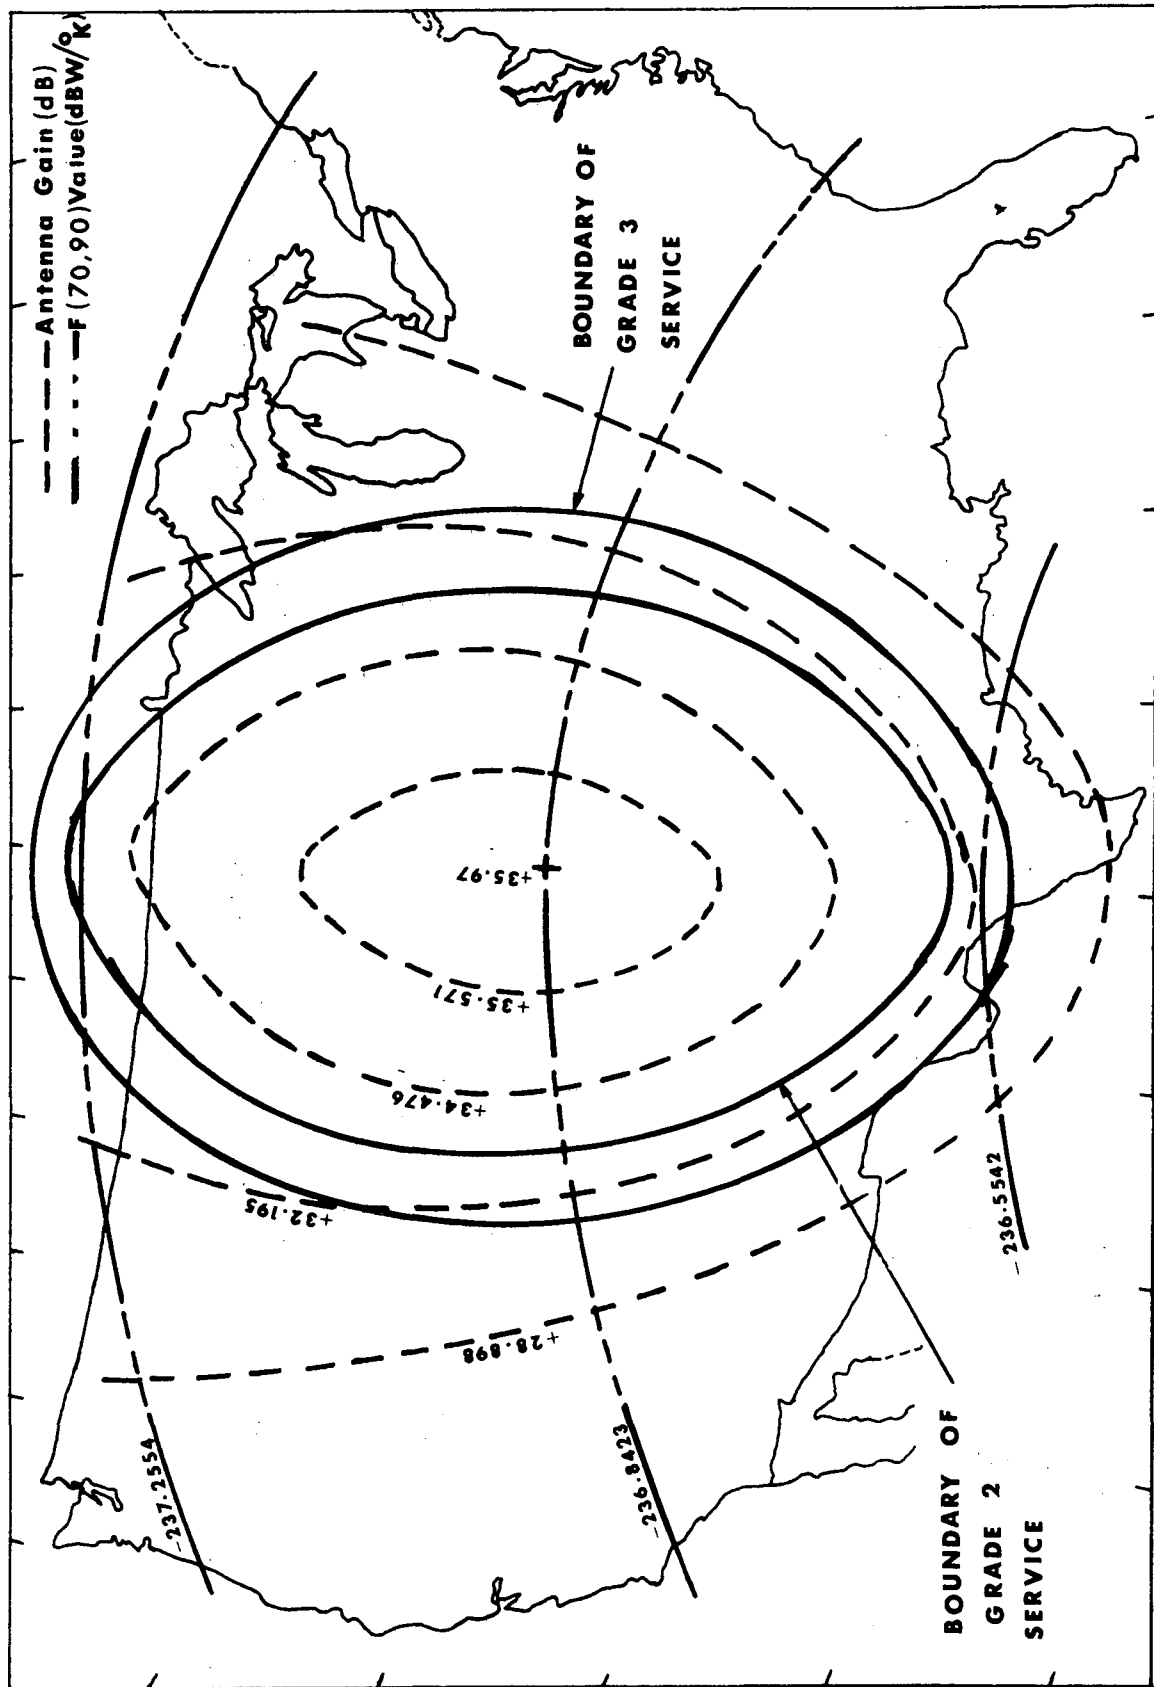 — — — Antenna Gain (dB)
F(70,90)Value(dBW/°K)
BOUNDARY OF
GRADE 3
SERVICE
+35.97
+35.571
+34.476
+32.195
+28.898
-237.2554
-236.8423
-236.5542
BOUNDARY OF
GRADE 2
SERVICE